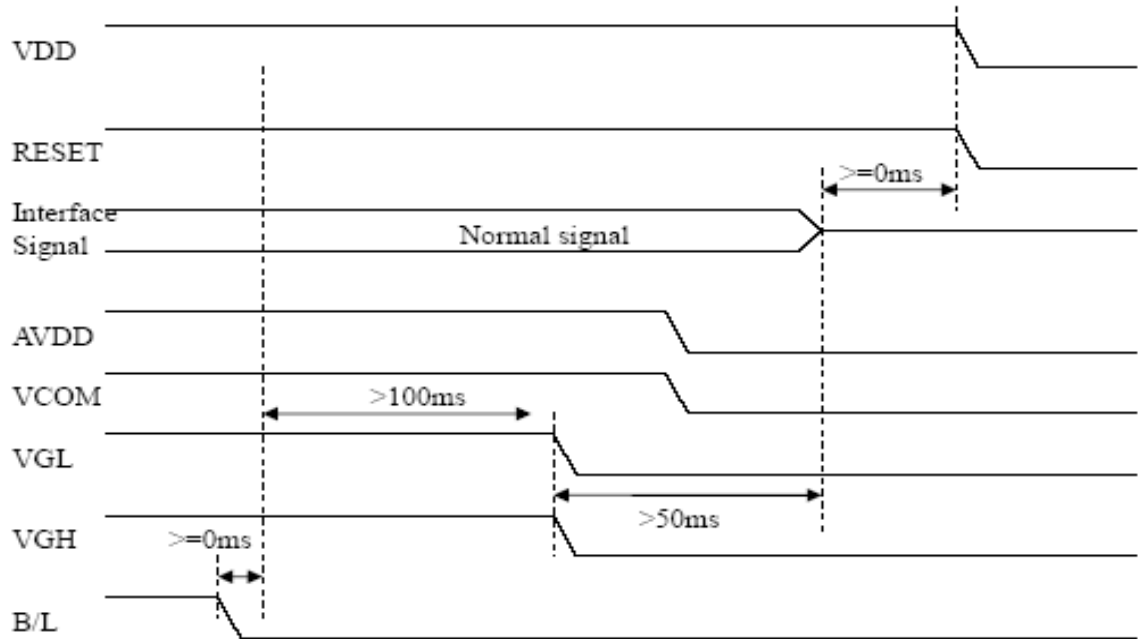 VDD
RESET
>=0ms
Interface
Signal
Normal signal
AVDD
VCOM
>100ms
VGL
>50ms
VGH
>=0ms
B/L